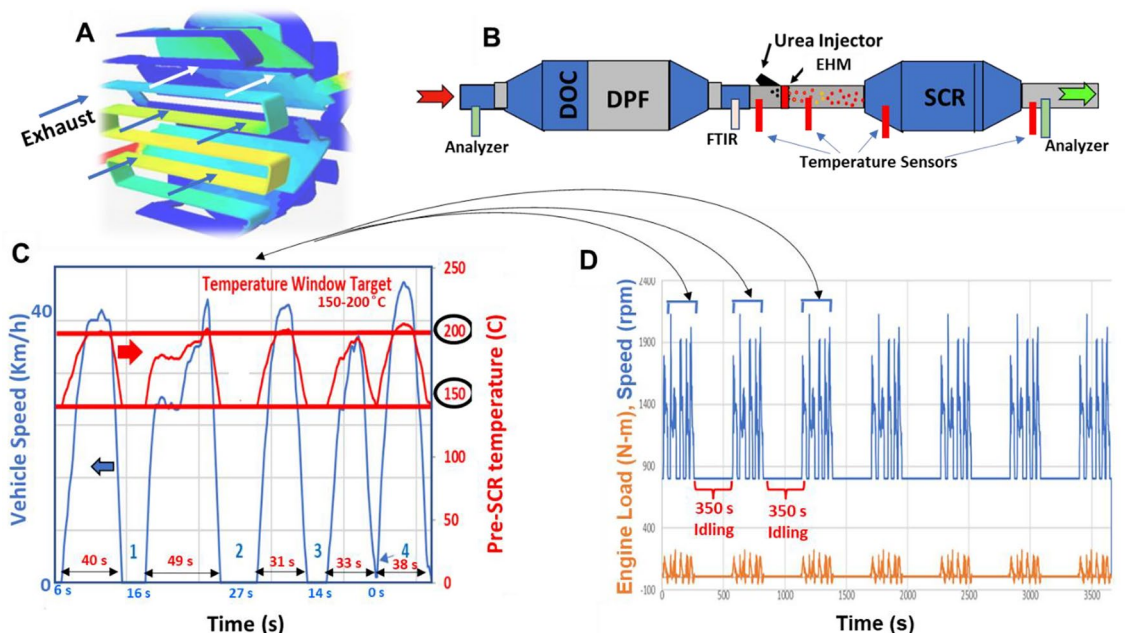 A
Exhaust
B
Urea Injector
EHM
DOC
DPF
SCR
Analyzer
FTIR
Temperature Sensors
Analyzer
C
Temperature Window Target
150-200°C
Vehicle Speed (Km/h)
40
0
250
200
150
100
50
0
Pre-SCR temperature (C)
1
2
3
4
40 s
49 s
31 s
33 s
38 s
6 s
16 s
27 s
14 s
0 s
Time (s)
D
Engine Load (N-m), Speed (rpm)
2400
1900
1400
900
400
-100
350 s
Idling
350 s
Idling
0
500
1000
1500
2000
2500
3000
3500
Time (s)